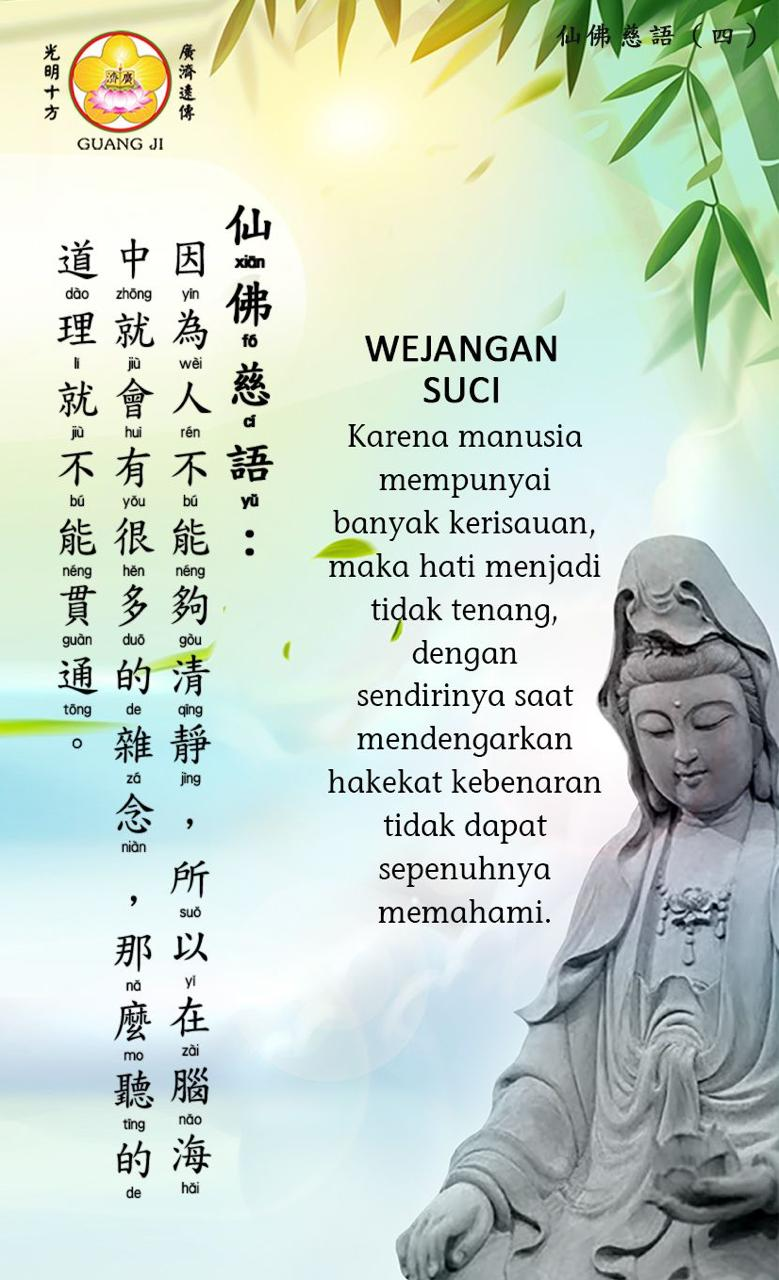 仙佛慈語（四）
光明十方
廣濟
廣濟遠傳
GUANG JI
仙佛慈語：
xiān fó cí yǔ
因為人不能夠清靜，所以在腦海
yīn wèi rén bú néng gòu qīng jìng suǒ yǐ zài nǎo hǎi
中就會有很多的雜念，那麼聽的
zhōng jiù huì yǒu hěn duō de zá niàn nà mo tīng de
道理就不能貫通。
dào lǐ jiù bú néng guàn tōng
WEJANGAN
SUCI
Karena manusia
mempunyai
banyak kerisauan,
maka hati menjadi
tidak tenang,
dengan
sendirinya saat
mendengarkan
hakekat kebenaran
tidak dapat
sepenuhnya
memahami.